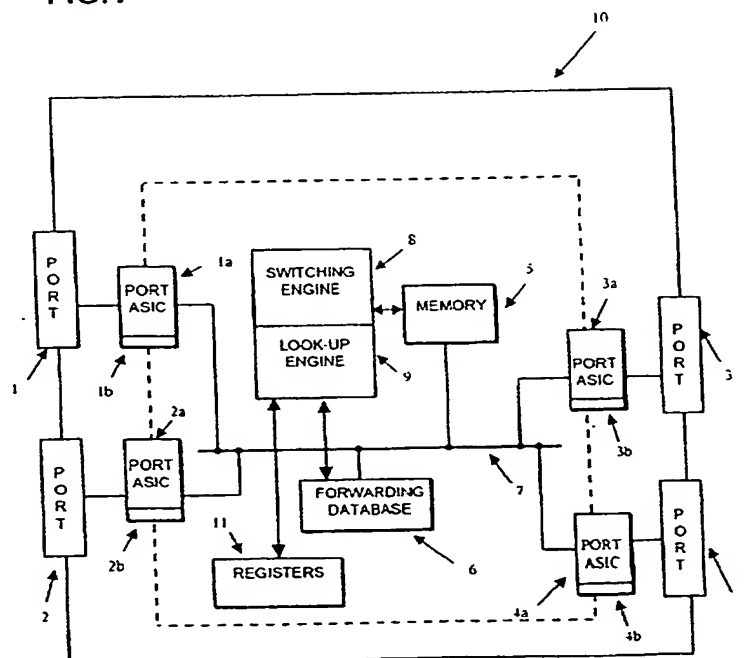 10
PORT
1
PORT ASIC
1a
1b
SWITCHING ENGINE
8
LOOK-UP ENGINE
9
MEMORY
5
PORT ASIC
3a
3b
PORT
3
PORT
2
PORT ASIC
2a
2b
7
FORWARDING DATABASE
6
11
REGISTERS
PORT ASIC
4a
4b
PORT